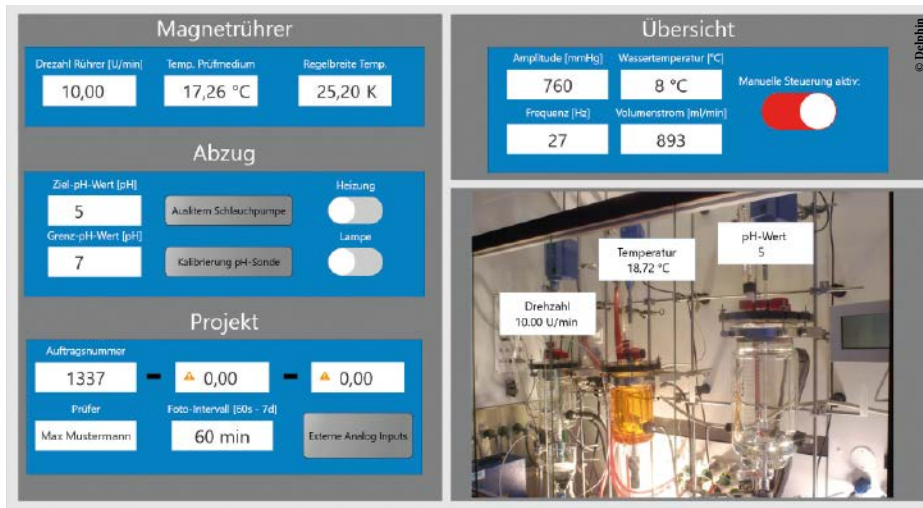 Magnetrührer
Drezahl Rührer [U/min]
Temp. Prüfmedium
Regelbreite Temp.
10,00
17,26 °C
25,20 K
Abzug
Ziel-pH-Wert [pH]
Heizung
5
Auslitern Schlauchpumpe
Grenz-pH-Wert [pH]
Lampe
7
Kalibrierung pH-Sonde
Projekt
Auftragsnummer
1337
0,00
0,00
Prüfer
Foto-Intervall [60s - 7d]
Max Mustermann
60 min
Externe Analog Inputs
Übersicht
Amplitude [mmHg]
Wassertemperatur [°C]
Manuelle Steuerung aktiv:
760
8 °C
Frequenz [Hz]
Volumenstrom [ml/min]
27
893
pH-Wert
5
Temperatur
18,72 °C
Drehzahl
10.00 U/min
© Delphin